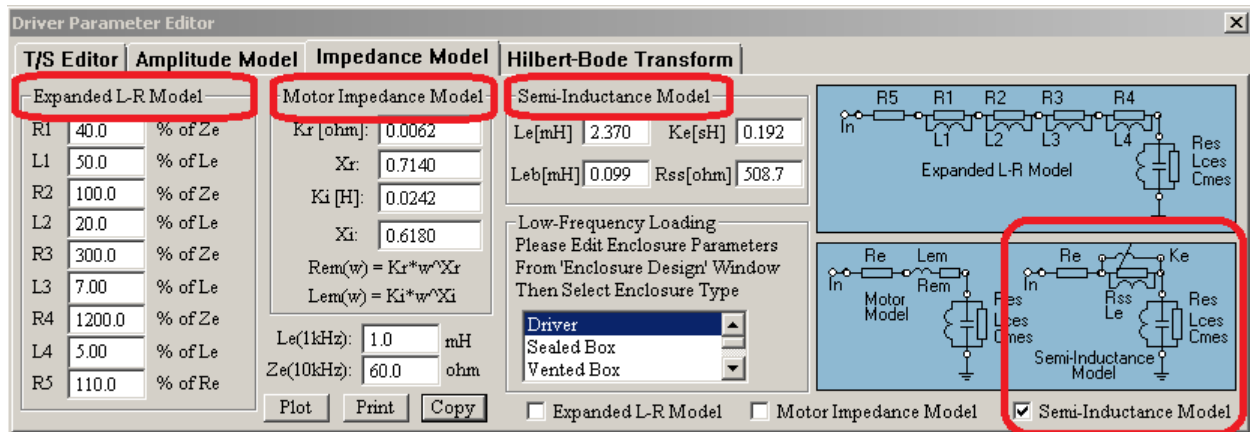 Driver Parameter Editor
T/S Editor
Amplitude Model
Impedance Model
Hilbert-Bode Transform
Expanded L-R Model
R1 40.0 % of Ze
L1 50.0 % of Le
R2 100.0 % of Ze
L2 20.0 % of Le
R3 300.0 % of Ze
L3 7.00 % of Le
R4 1200.0 % of Ze
L4 5.00 % of Le
R5 110.0 % of Re
Motor Impedance Model
Kr [ohm]: 0.0062
Xr: 0.7140
Ki [H]: 0.0242
Xi: 0.6180
Rem(w) = Kr*w^Xr
Lem(w) = Ki*w^Xi
Le(1kHz): 1.0 mH
Ze(10kHz): 60.0 ohm
Plot
Print
Copy
Semi-Inductance Model
Le[mH] 2.370 Ke[sH] 0.192
Leb[mH] 0.099 Rss[ohm] 508.7
Low-Frequency Loading
Please Edit Enclosure Parameters
From 'Enclosure Design' Window
Then Select Enclosure Type
Driver
Sealed Box
Vented Box
R5 R1 R2 R3 R4
In
L1 L2 L3 L4
Res
Lces
Cmes
Expanded L-R Model
Re Lem
In Rem
Motor
Model
Res
Lces
Cmes
Re Ke
In
Rss
Le
Res
Lces
Cmes
Semi-Inductance
Model
Expanded L-R Model
Motor Impedance Model
Semi-Inductance Model